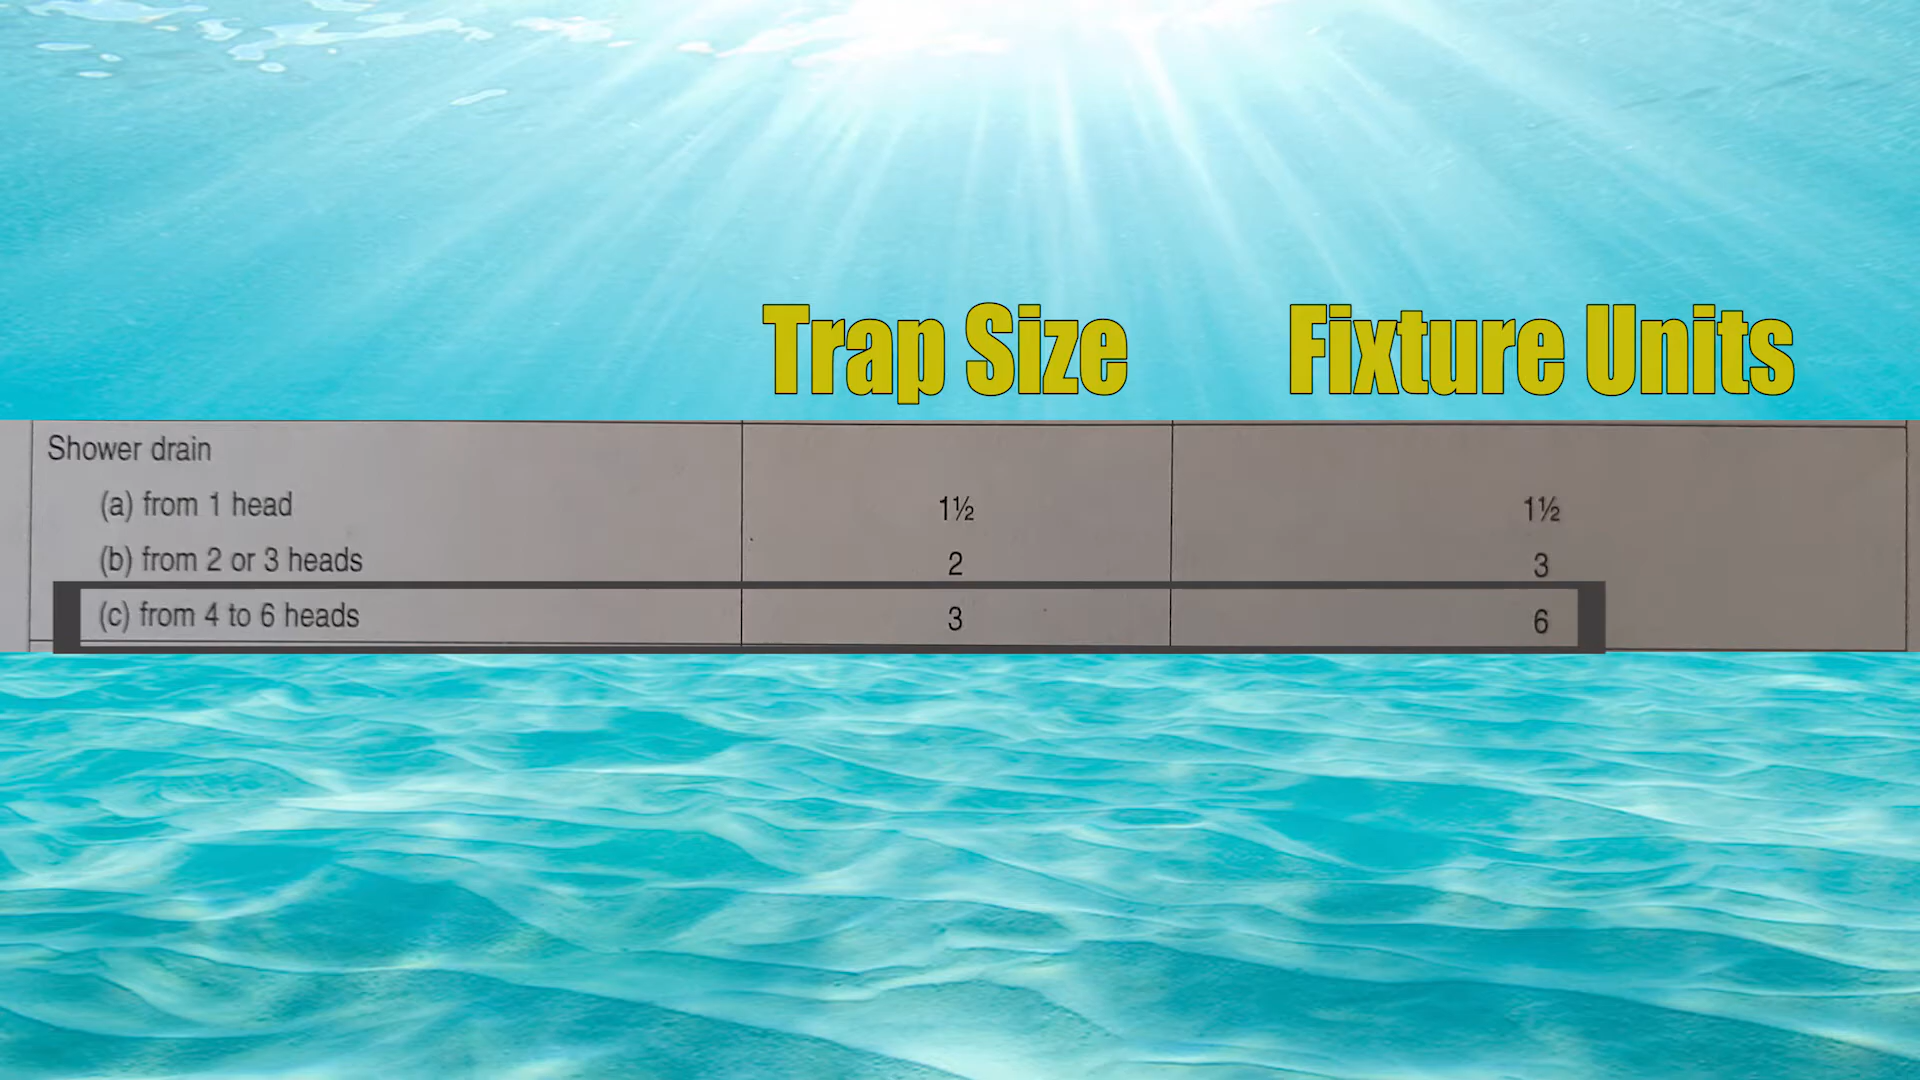 Trap Size Fixture Units
Shower drain
(a) from 1 head 1½ 1½
(b) from 2 or 3 heads 2 3
(c) from 4 to 6 heads 3 6